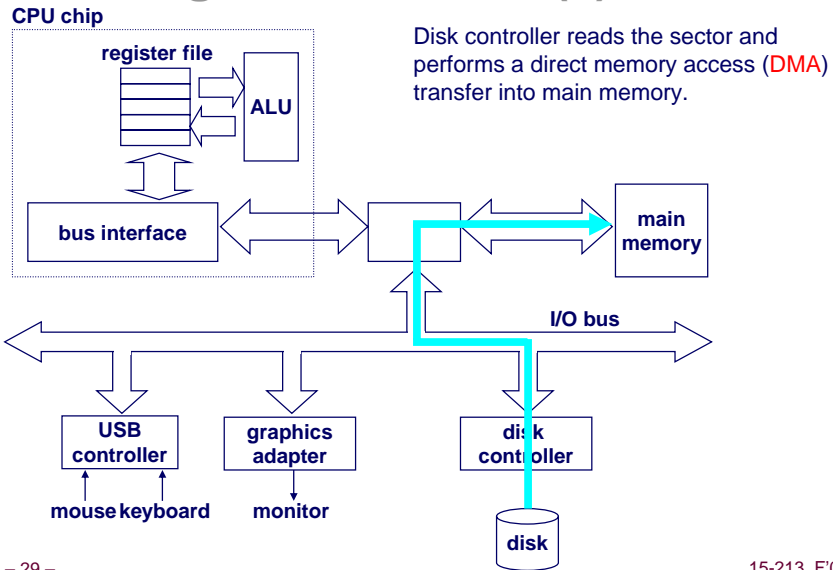 CPU chip
register file
ALU
Disk controller reads the sector and
performs a direct memory access (DMA)
transfer into main memory.
bus interface
main
memory
I/O bus
USB
controller
graphics
adapter
disk
controller
mouse keyboard
monitor
disk
– 29 –
15-213, F'0